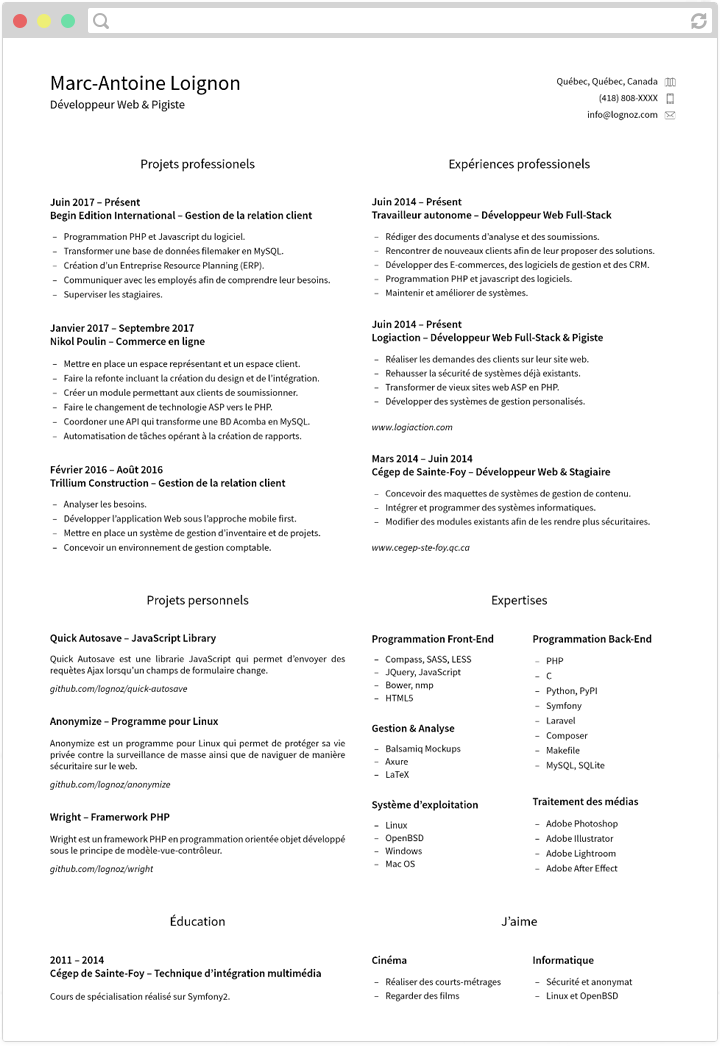 Marc-Antoine Loignon
Développeur Web & Pigiste
Québec, Québec, Canada
(418) 808-XXXX
info@lognoz.com
Projets professionels
Juin 2017 – Présent
Begin Edition International – Gestion de la relation client
– Programmation PHP et Javascript du logiciel.
– Transformer une base de données filemaker en MySQL.
– Création d'un Entreprise Resource Planning (ERP).
– Communiquer avec les employés afin de comprendre leur besoins.
– Superviser les stagiaires.
Janvier 2017 – Septembre 2017
Nikol Poulin – Commerce en ligne
– Mettre en place un espace représentant et un espace client.
– Faire la refonte incluant la création du design et de l'intégration.
– Créer un module permettant aux clients de soumissionner.
– Faire le changement de technologie ASP vers le PHP.
– Coordoner une API qui transforme une BD Acomba en MySQL.
– Automatisation de tâches opérant à la création de rapports.
Février 2016 – Août 2016
Trillium Construction – Gestion de la relation client
– Analyser les besoins.
– Développer l'application Web sous l'approche mobile first.
– Mettre en place un système de gestion d'inventaire et de projets.
– Concevoir un environnement de gestion comptable.
Expériences professionels
Juin 2014 – Présent
Travailleur autonome – Développeur Web Full-Stack
– Rédiger des documents d'analyse et des soumissions.
– Rencontrer de nouveaux clients afin de leur proposer des solutions.
– Développer des E-commerces, des logiciels de gestion et des CRM.
– Programmation PHP et javascript des logiciels.
– Maintenir et améliorer de systèmes.
Juin 2014 – Présent
Logiaction – Développeur Web Full-Stack & Pigiste
– Réaliser les demandes des clients sur leur site web.
– Rehausser la sécurité de systèmes déjà existants.
– Transformer de vieux sites web ASP en PHP.
– Développer des systèmes de gestion personalisés.
www.logiaction.com
Mars 2014 – Juin 2014
Cégep de Sainte-Foy – Développeur Web & Stagiaire
– Concevoir des maquettes de systèmes de gestion de contenu.
– Intégrer et programmer des systèmes informatiques.
– Modifier des modules existants afin de les rendre plus sécuritaires.
www.cegep-ste-foy.qc.ca
Projets personnels
Quick Autosave – JavaScript Library
Quick Autosave est une librarie JavaScript qui permet d'envoyer des
requètes Ajax lorsqu'un champs de formulaire change.
github.com/lognoz/quick-autosave
Anonymize – Programme pour Linux
Anonymize est un programme pour Linux qui permet de protéger sa vie
privée contre la surveillance de masse ainsi que de naviguer de manière
sécuritaire sur le web.
github.com/lognoz/anonymize
Wright – Framerwork PHP
Wright est un framework PHP en programmation orientée objet développé
sous le principe de modèle-vue-contrôleur.
github.com/lognoz/wright
Expertises
Programmation Front-End
– Compass, SASS, LESS
– JQuery, JavaScript
– Bower, nmp
– HTML5
Gestion & Analyse
– Balsamiq Mockups
– Axure
– LaTeX
Système d'exploitation
– Linux
– OpenBSD
– Windows
– Mac OS
Programmation Back-End
– PHP
– C
– Python, PyPI
– Symfony
– Laravel
– Composer
– Makefile
– MySQL, SQLite
Traitement des médias
– Adobe Photoshop
– Adobe Illustrator
– Adobe Lightroom
– Adobe After Effect
Éducation
2011 – 2014
Cégep de Sainte-Foy – Technique d'intégration multimédia
Cours de spécialisation réalisé sur Symfony2.
J'aime
Cinéma
– Réaliser des courts-métrages
– Regarder des films
Informatique
– Sécurité et anonymat
– Linux et OpenBSD